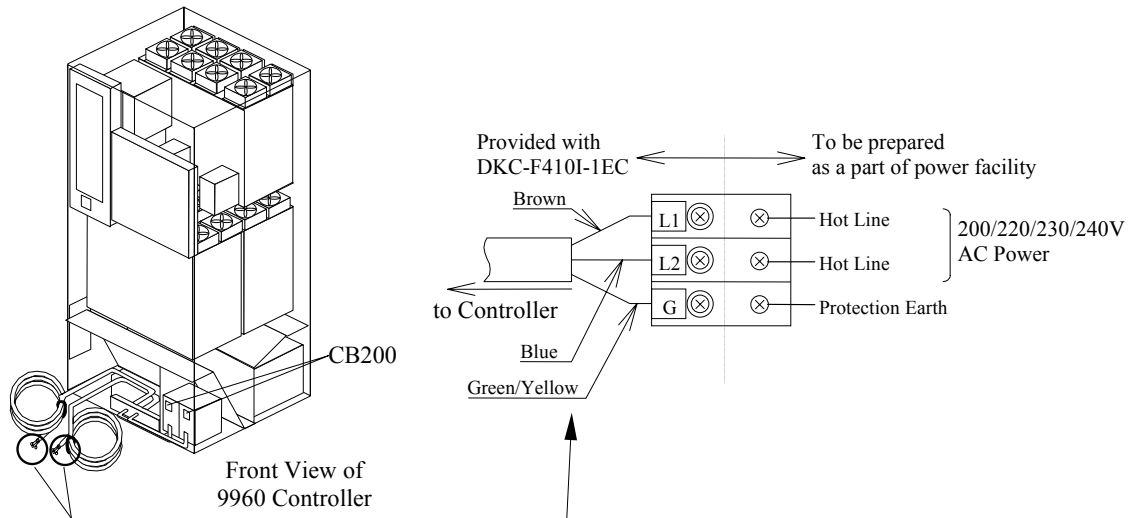 Provided with
DKC-F410I-1EC
To be prepared
as a part of power facility
Brown
L1
Hot Line
L2
Hot Line
200/220/230/240V
AC Power
G
Protection Earth
to Controller
Blue
Green/Yellow
CB200
Front View of
9960 Controller